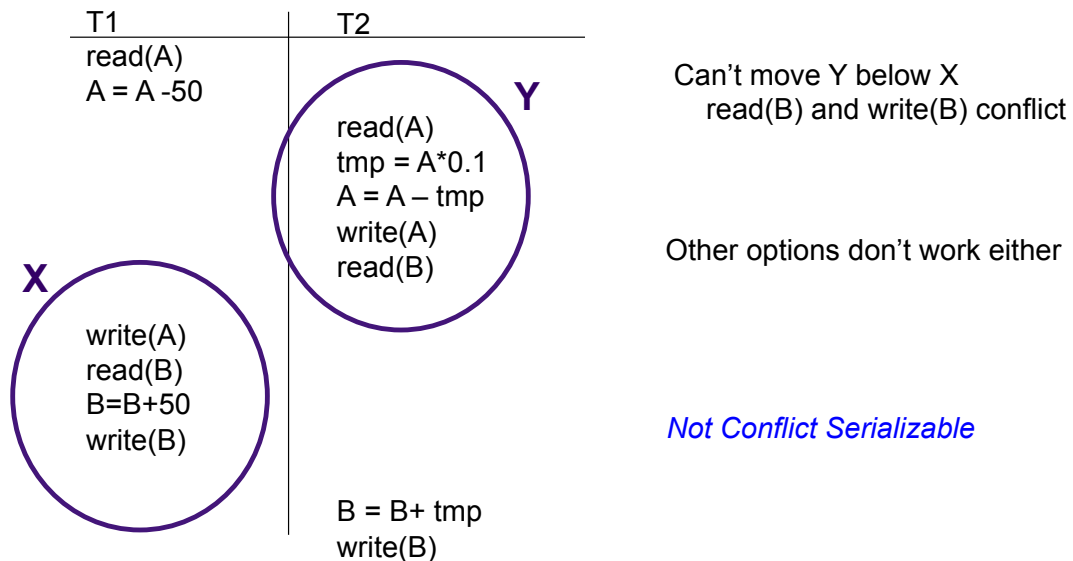 T1
T2
read(A)
A = A -50
Y
read(A)
tmp = A*0.1
A = A – tmp
write(A)
read(B)
X
write(A)
read(B)
B=B+50
write(B)
B = B+ tmp
write(B)
Can't move Y below X
read(B) and write(B) conflict
Other options don't work either
Not Conflict Serializable